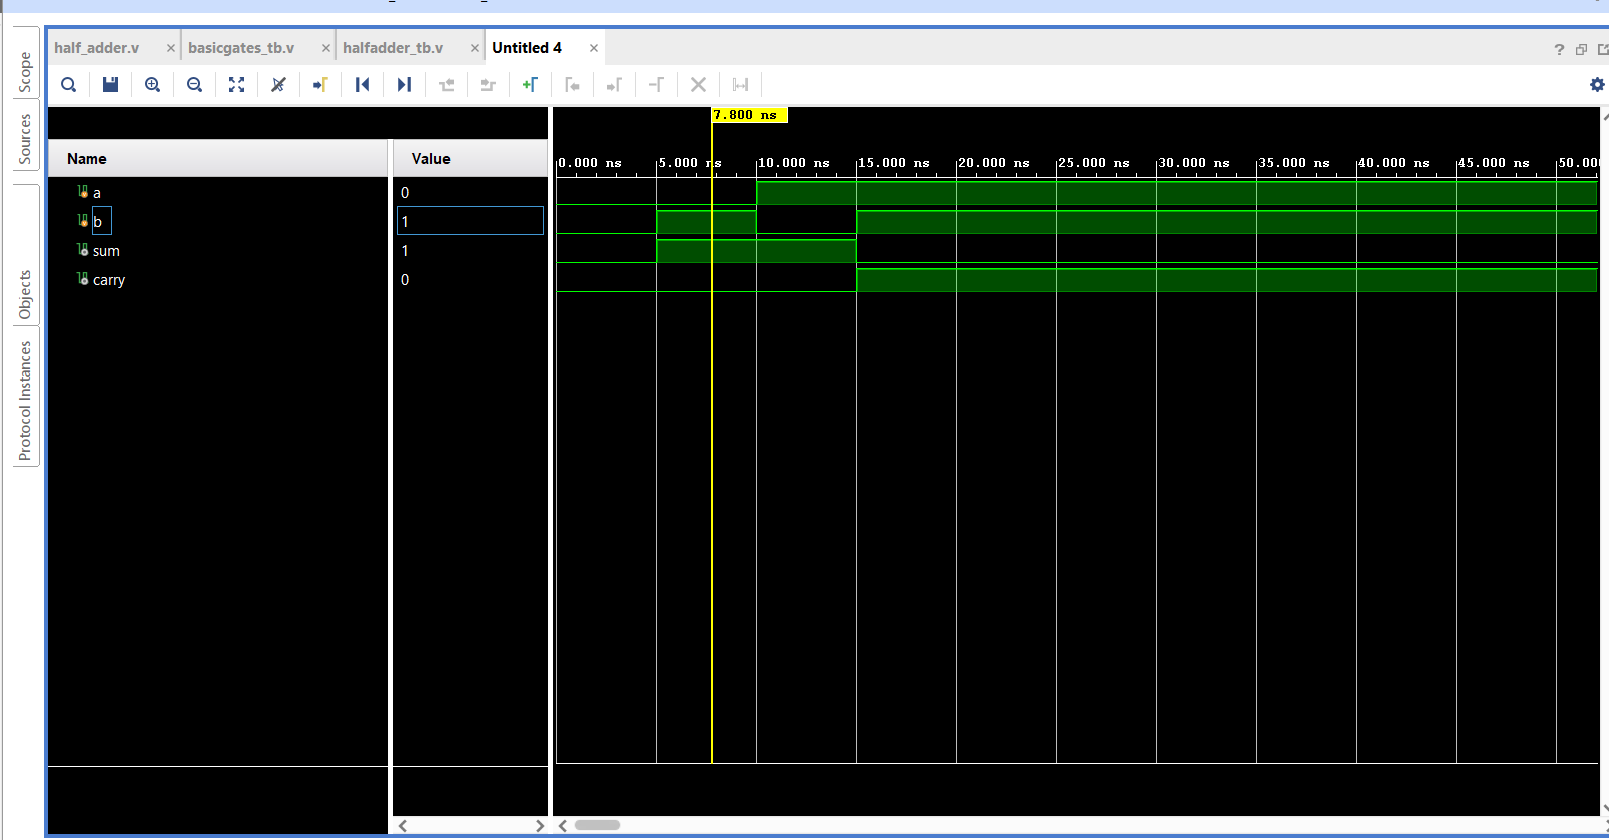 half_adder.v × basicgates_tb.v × halfadder_tb.v × Untitled 4 ×
?
Scope
Sources
Objects
Protocol Instances
7.800 ns
Name Value
0.000 ns 5.000 ns 10.000 ns 15.000 ns 20.000 ns 25.000 ns 30.000 ns 35.000 ns 40.000 ns 45.000 ns 50.000
a 0
b 1
sum 1
carry 0